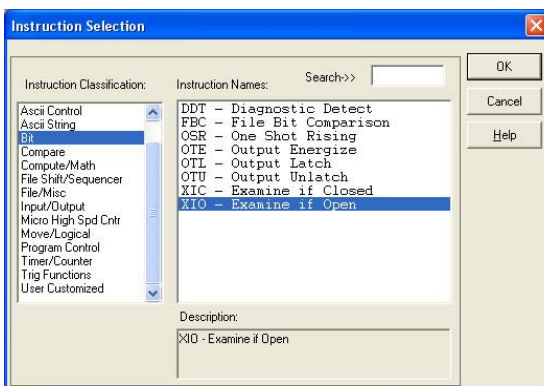 Instruction Selection
Instruction Classification:
Instruction Names:
Search->>
OK
Cancel
Help
Ascii Control
Ascii String
Bit
Compare
Compute/Math
File Shift/Sequencer
File/Misc
Input/Output
Micro High Spd Cntr
Move/Logical
Program Control
Timer/Counter
Trig Functions
User Customized
DDT - Diagnostic Detect
FBC - File Bit Comparison
OSR - One Shot Rising
OTE - Output Energize
OTL - Output Latch
OTU - Output Unlatch
XIC - Examine if Closed
XIO - Examine if Open
Description:
XIO - Examine if Open